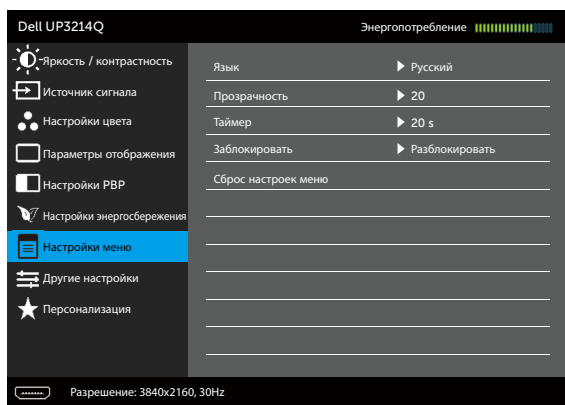 Dell UP3214Q
Энергопотребление
Яркость / контрастность
Источник сигнала
Настройки цвета
Параметры отображения
Настройки PBP
Настройки энергосбережения
Настройки меню
Другие настройки
Персонализация
Язык Русский
Прозрачность 20
Таймер 20 s
Заблокировать Разблокировать
Сброс настроек меню
Разрешение: 3840x2160, 30Hz